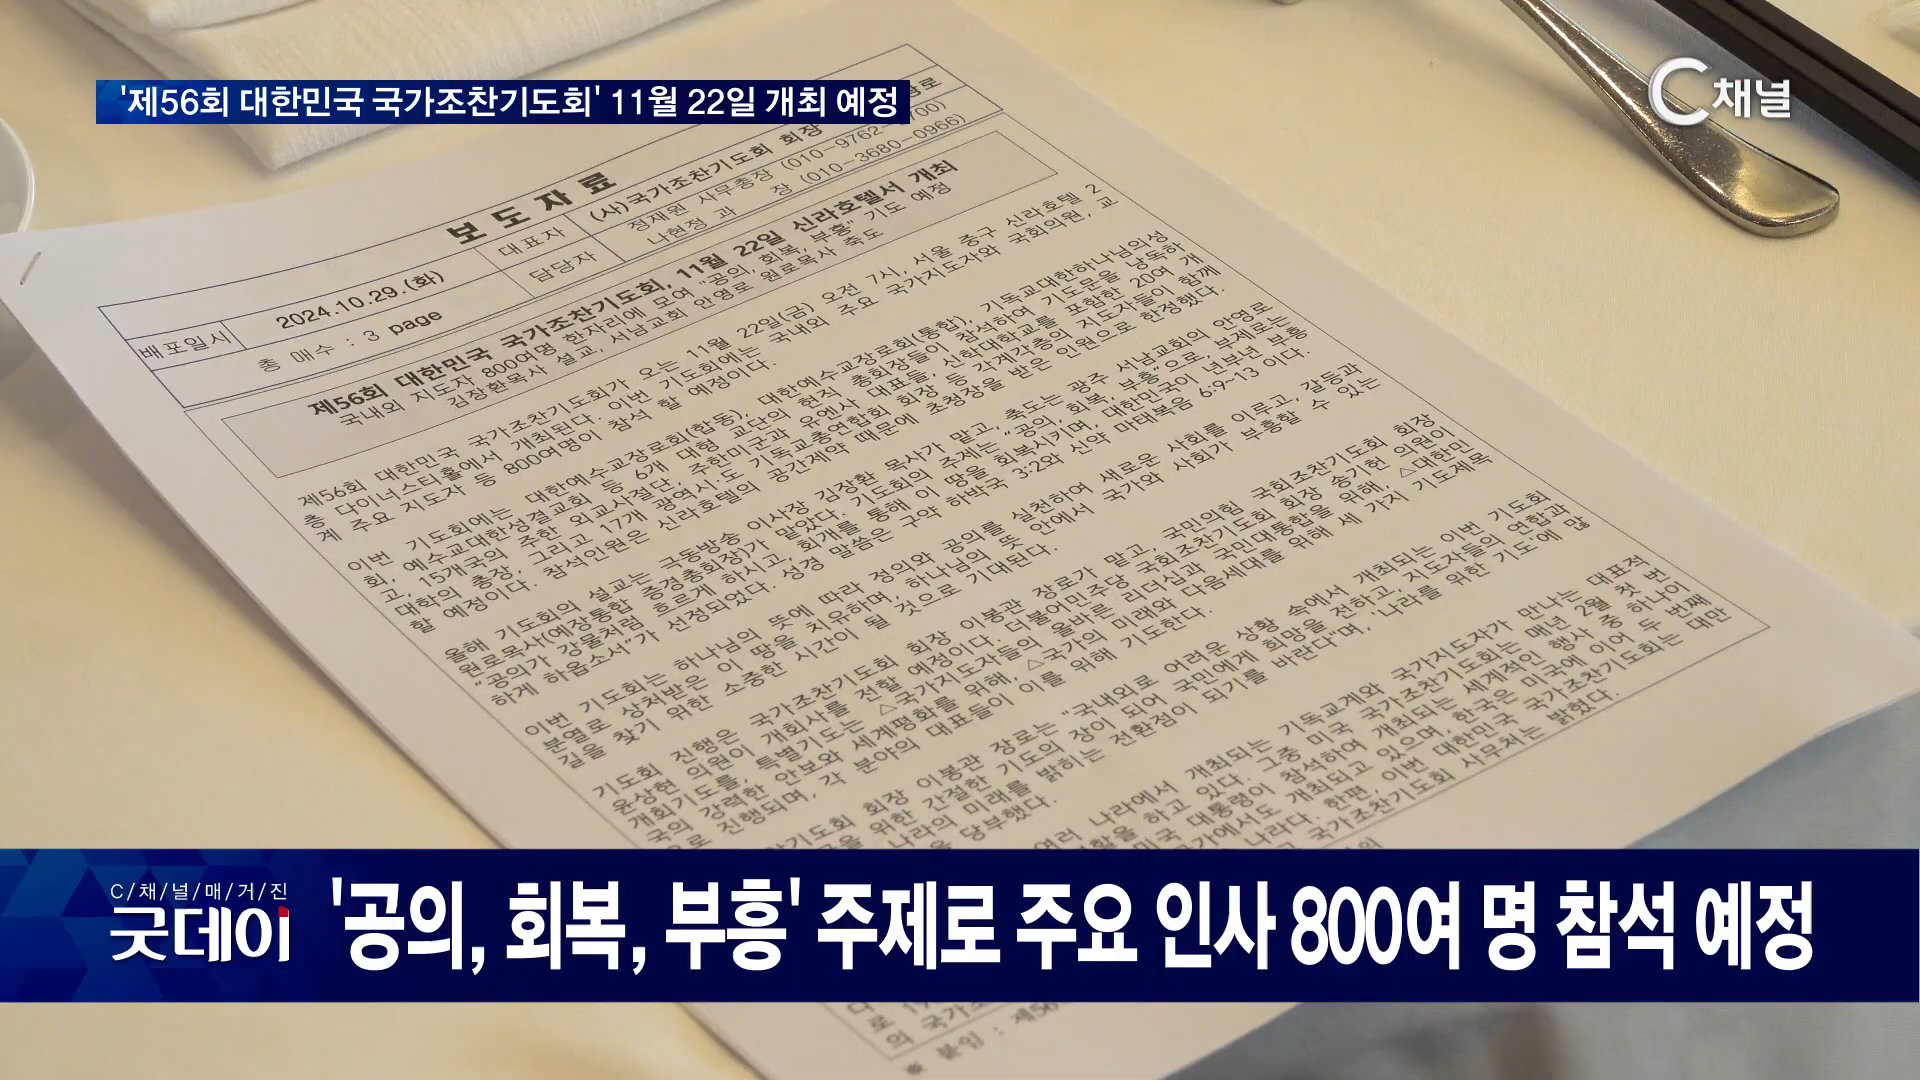 '제56회 대한민국 국가조찬기도회' 11월 22일 개최 예정
C채널
보 도 자 료
배포일시
2024.10.29.(화)
총 매수 : 3 page
대표자
(사)국가조찬기도회 회장
담당자
정재원 사무총장 (010-9762-
나현정 과 장 (010-3680-0966)
제56회 대한민국 국가조찬기도회, 11월 22일 신라호텔서 개최
국내외 지도자 800여명 한자리에 모여 "공의, 회복, 부흥" 기도 예정
김장환목사 설교, 서남교회 안영로 원로목사 축도
제56회 대한민국 국가조찬기도회가 오는 11월 22일(금) 오전 7시, 서울 중구 신라호텔 2
층 다이너스티홀에서 개최된다. 이번 기도회에는 국내외 주요 국가지도자와 국회의원, 교
계 주요 지도자 등 800여명이 참석 할 예정이다.
이번 기도회에는 대한예수교장로회(합동), 대한예수교장로회(통합), 기독교대한하나님의성
회, 예수교대한성결교회 등 6개 대형 교단의 현직 총회장들이 참석하여 기도문을 낭독하
고, 15개국의 주한 외교사절단, 주한미군과 유엔사 대표들, 신학대학교를 포함한 20여 개
대학의 총장, 그리고 17개 광역시·도 기독교총연합회 회장 등 각계각층의 지도자들이 함께
할 예정이다. 참석인원은 신라호텔의 공간제약 때문에 초청장을 받은 인원으로 한정했다.
올해 기도회의 설교는 극동방송 이사장 김장환 목사가 맡고, 축도는 광주 서남교회의 안영로
원로목사(예장통합 증경총회장)가 맡았다. 기도회의 주제는 "공의, 회복, 부흥"으로, 부제로는
"공의가 강물처럼 흐르게 하시고, 회개를 통해 이 땅을 회복시키며, 대한민국이 년부년 부흥
하게 하옵소서"가 선정되었다. 성경 말씀은 구약 하박국 3:2와 신약 마태복음 6:9~13 이다.
이번 기도회는 하나님의 뜻에 따라 정의와 공의를 실천하여 새로운 사회를 이루고, 갈등과
분열로 상처받은 이 땅을 치유하며, 하나님의 뜻 안에서 국가와 사회가 부흥할 수 있는
길을 찾기 위한 소중한 시간이 될 것으로 기대된다.
기도회 진행은 국가조찬기도회 회장 이봉관 장로가 맡고, 국민의힘 국회조찬기도회 회장
윤상현 의원이 개회사를 전할 예정이다. 더불어민주당 국회조찬기도회 회장 송기헌 의원이
개회기도를, 특별기도는 △국가지도자들의 올바른 리더십과 국민대통합을 위해, △대한민
국의 강력한 안보와 세계평화를 위해, △국가의 미래와 다음세대를 위해 세 가지 기도제목
으로 진행되며, 각 분야의 대표들이 이를 위해 기도한다.
기도회 회장 이봉관 장로는 "국내외로 어려운 상황 속에서 개최되는 이번 기도회
위한 간절한 기도의 장이 되어 국민에게 희망을 전하고, 지도자들의 연합과
나라의 미래를 밝히는 전환점이 되기를 바란다"며, '나라를 위한 기도'에 많
당부했다.
여러 나라에서 개최되는 기독교계와 국가지도자가 만나는 대표적
역할을 하고 있다. 그중 미국 국가조찬기도회는 매년 2월 첫 번
미국 대통령이 참석하여 개최되는 세계적인 행사 중 하나이
국가에서도 개최되고 있으며, 한국은 미국에 이어 두 번째
나라다. 한편, 이번 대한민국 국가조찬기도회는 대만
국가조찬기도회 사무처는 밝혔다.
C/채/널/매/거/진
굿데이
'공의, 회복, 부흥' 주제로 주요 인사 800여 명 참석 예정
※ 붙임 : 제56